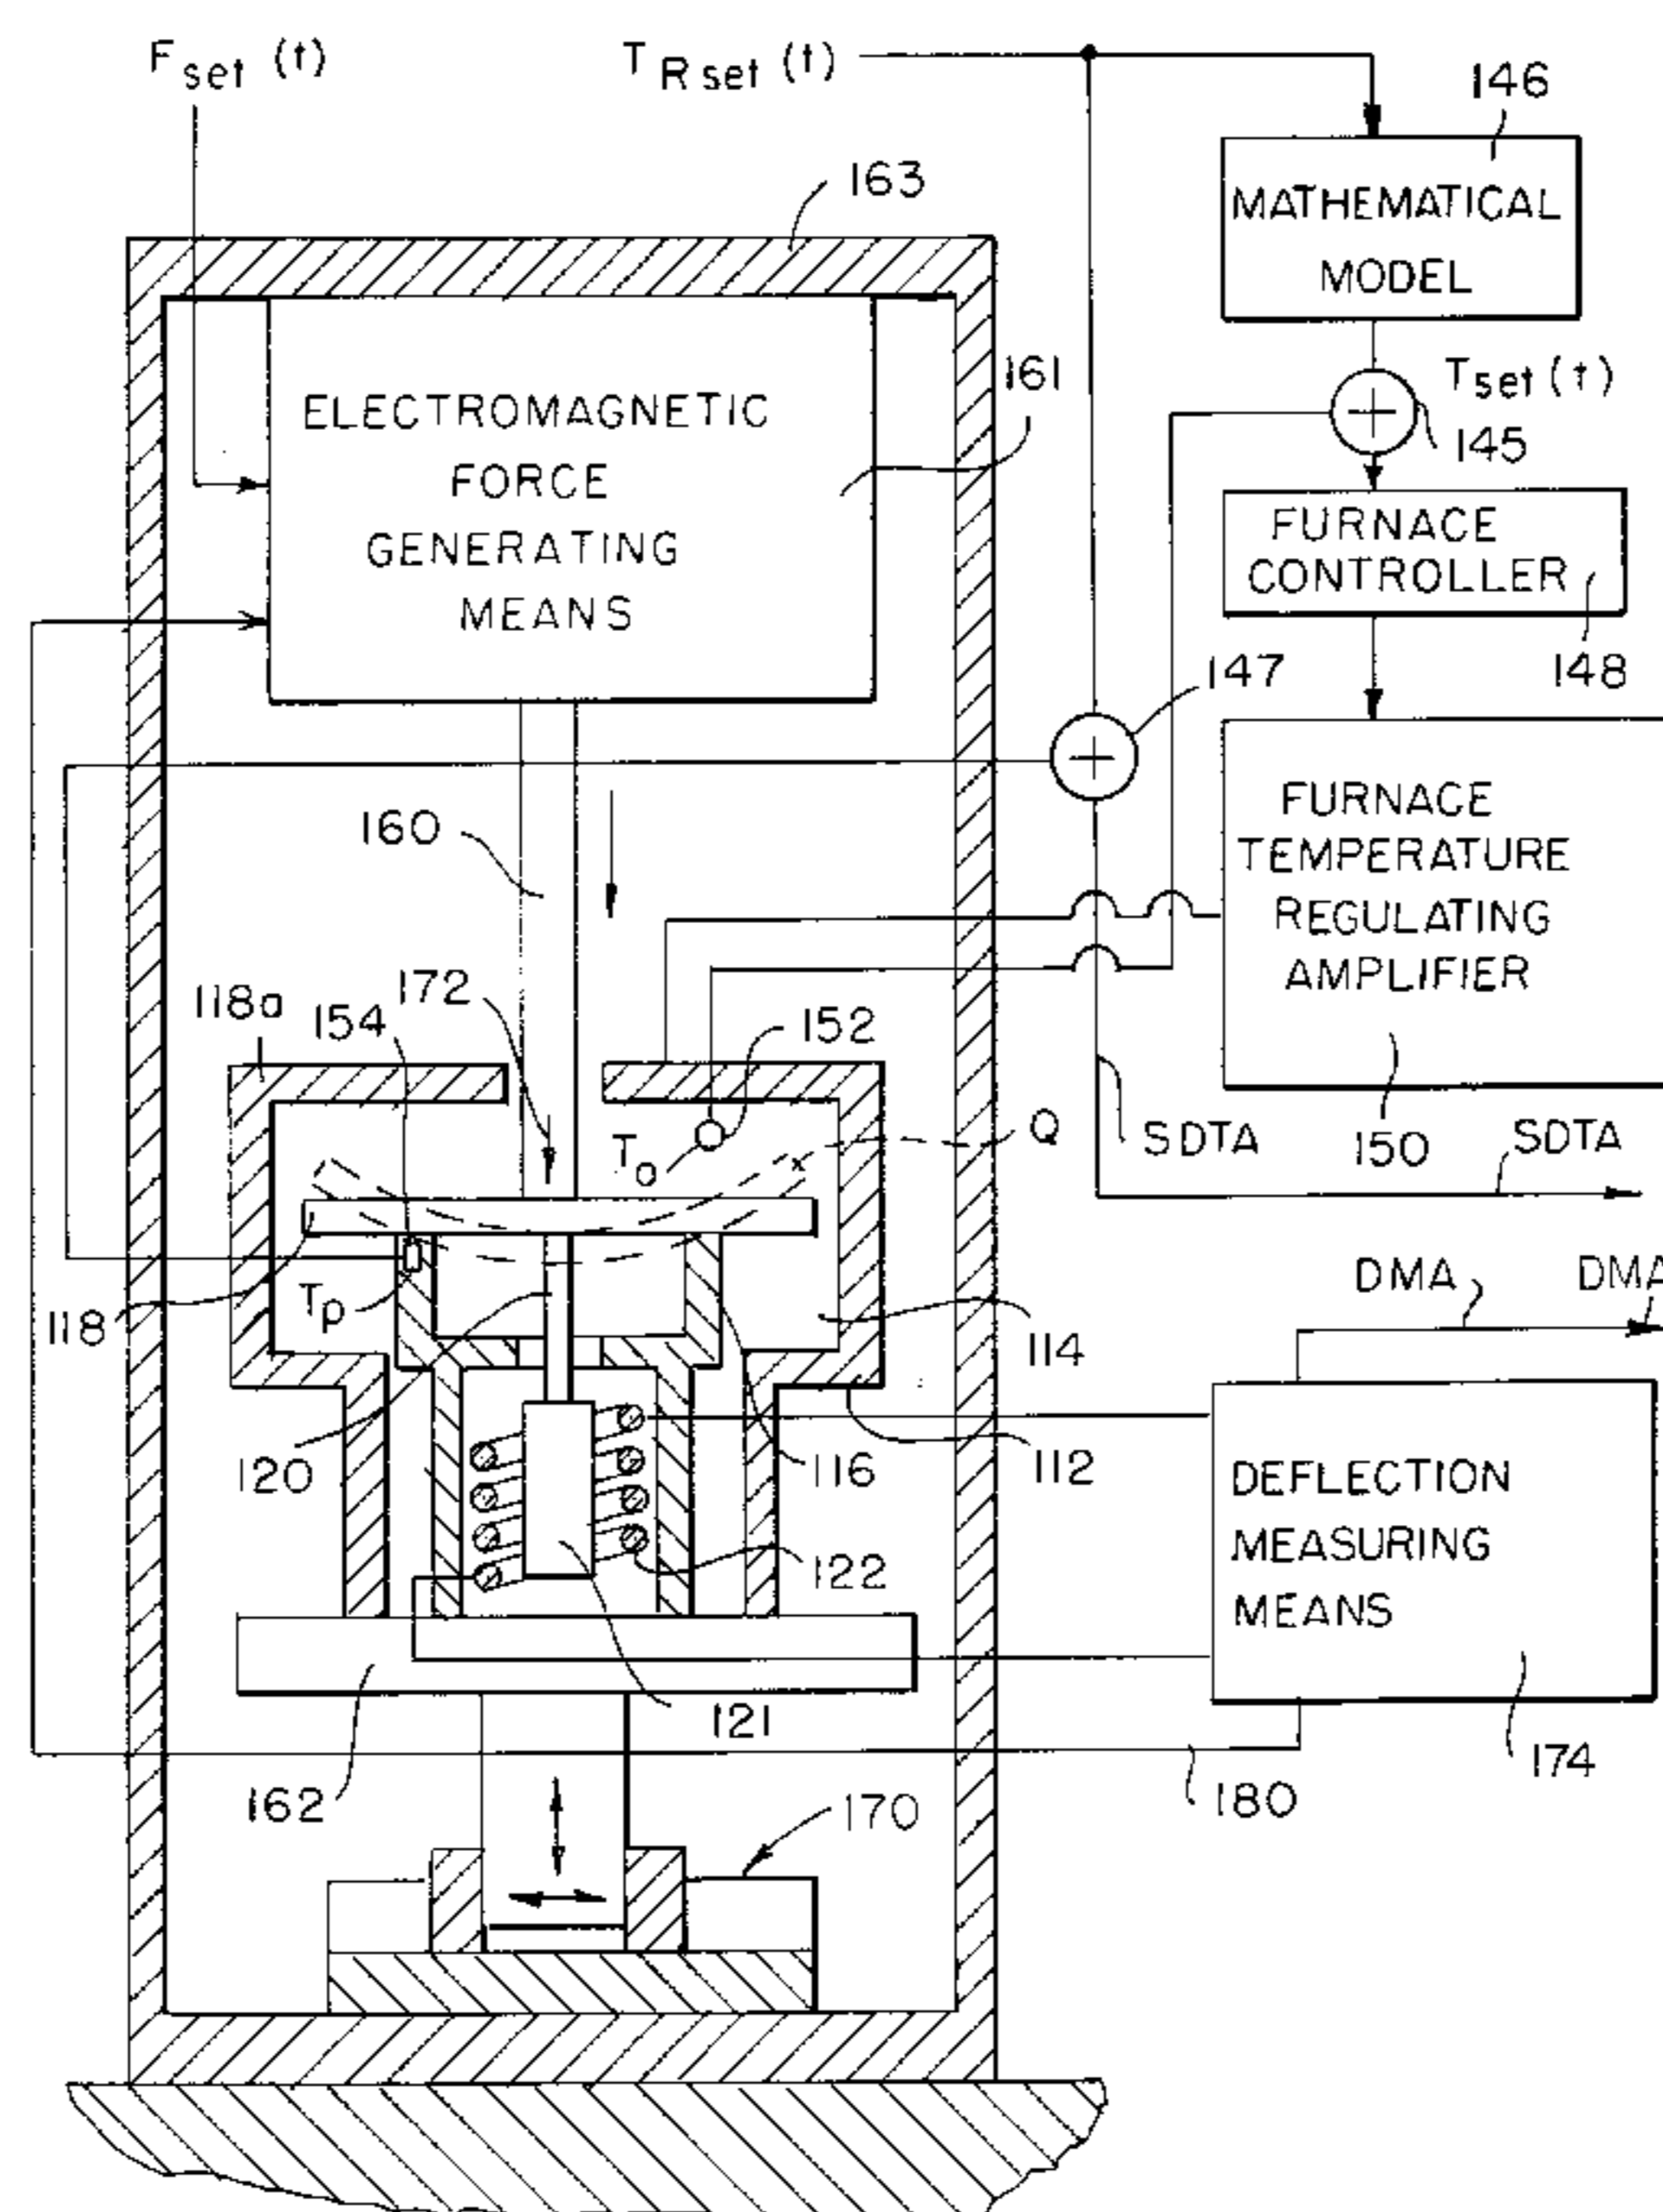 F set (t)
T R set (t)
146
MATHEMATICAL
MODEL
163
161
T set (t)
145
ELECTROMAGNETIC
FORCE
GENERATING
MEANS
FURNACE
CONTROLLER
148
147
FURNACE
TEMPERATURE
REGULATING
AMPLIFIER
150
160
172
118a
154
152
To
Q
SDTA
SDTA
118
Tp
114
DMA
DMA
120
116
112
122
DEFLECTION
MEASURING
MEANS
174
121
162
180
170